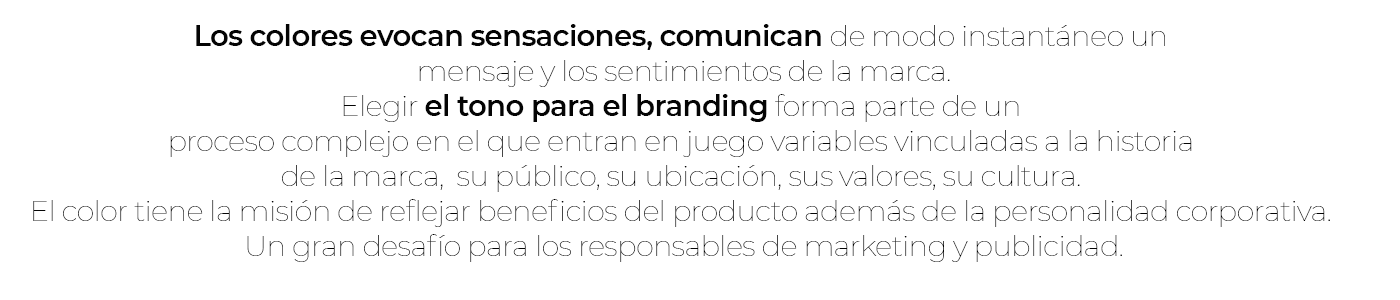 Los colores evocan sensaciones, comunican de modo instantáneo un
mensaje y los sentimientos de la marca.
Elegir el tono para el branding forma parte de un
proceso complejo en el que entran en juego variables vinculadas a la historia
de la marca,  su público, su ubicación, sus valores, su cultura.
El color tiene la misión de reflejar beneficios del producto además de la personalidad corporativa.
Un gran desafío para los responsables de marketing y publicidad.